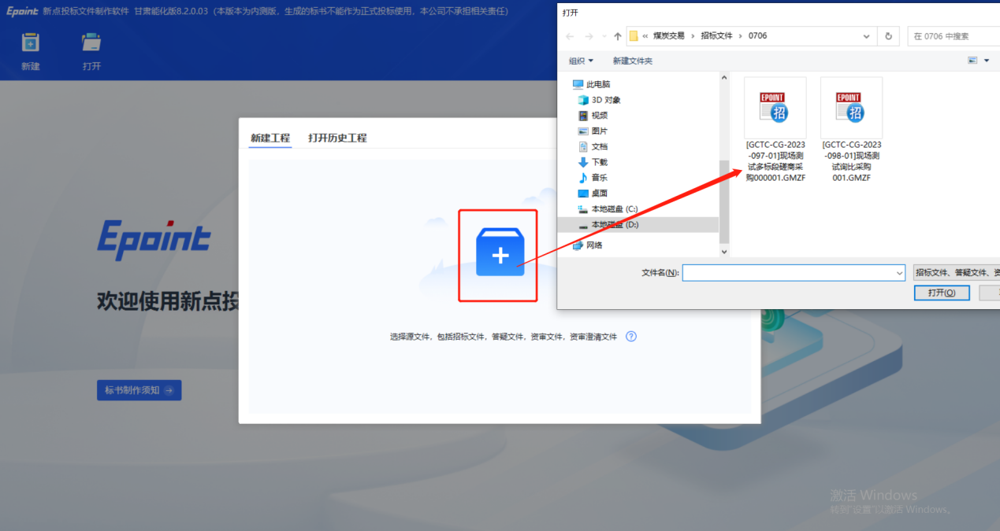 Epoint 新点投标文件制作软件 甘肃能化版8.2.0.03（本版本为内测版，生成的标书不能作为正式投标使用，本公司不承担相关责任）
新建
打开
新建工程
打开历史工程
Epoint
欢迎使用新点投
标书制作须知
选择源文件，包括招标文件，答疑文件，资审文件，资审澄清文件
打开
« 煤炭交易 › 招标文件 › 0706
在 0706 中搜索
组织
新建文件夹
此电脑
3D 对象
视频
图片
文档
下载
音乐
桌面
本地磁盘 (C:)
本地磁盘 (D:)
网络
EPOINT
招
[GCTC-CG-2023
-097-01]现场测
试多标段磋商采
购000001.GMZF
EPOINT
招
[GCTC-CG-2023
-098-01]现场测
试询比采购
001.GMZF
文件名(N):
招标文件、答疑文件、资
打开(O)
激活 Windows
转到"设置"以激活 Windows。